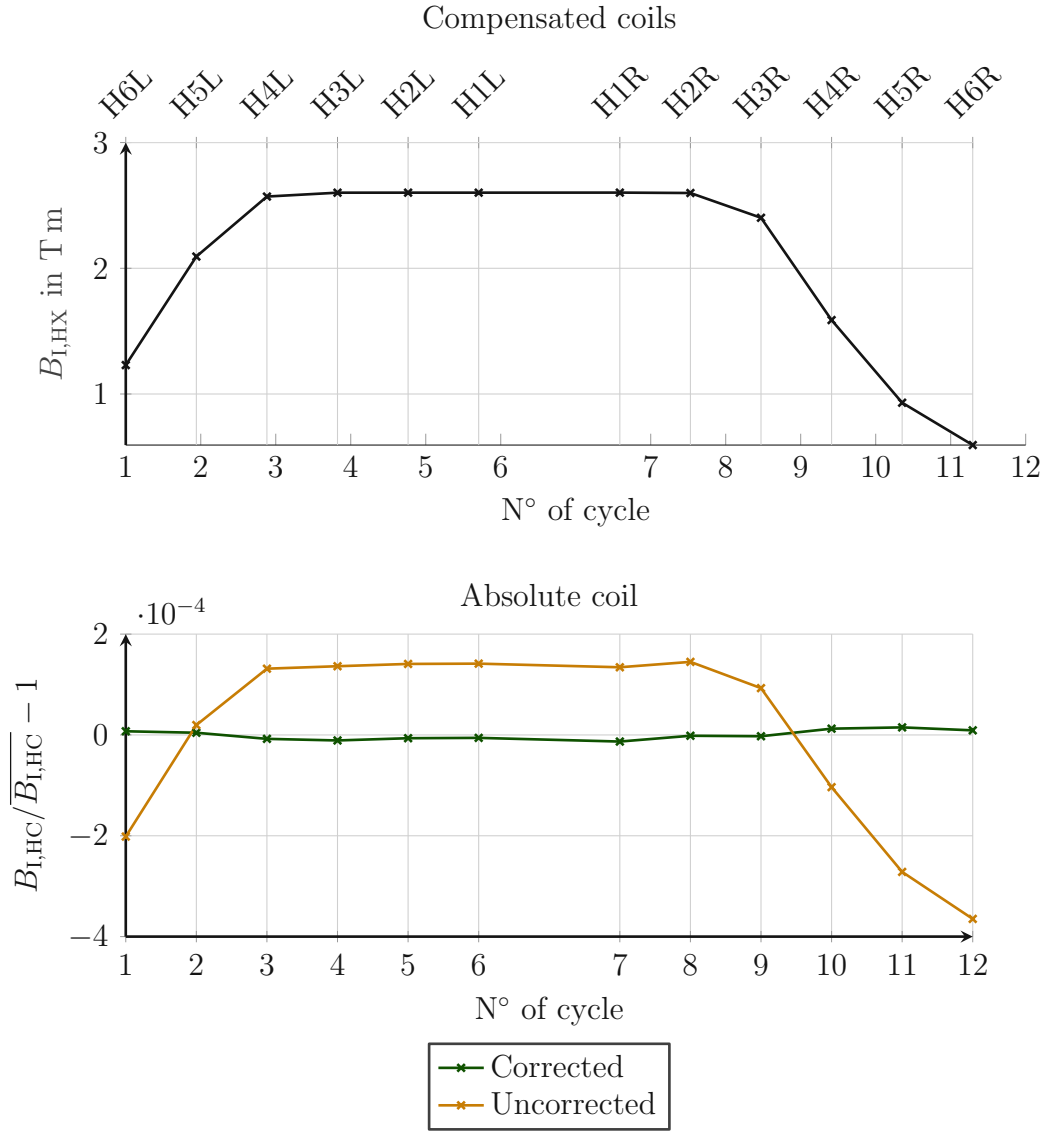 Compensated coils
H6L H5L H4L H3L H2L H1L H1R H2R H3R H4R H5R H6R
3
2
1
B_I,HX in T m
1 2 3 4 5 6 7 8 9 10 11 12
N° of cycle
Absolute coil
·10⁻⁴
2
0
−2
−4
B_I,HC/B̅_I,HC − 1
1 2 3 4 5 6 7 8 9 10 11 12
N° of cycle
Corrected
Uncorrected